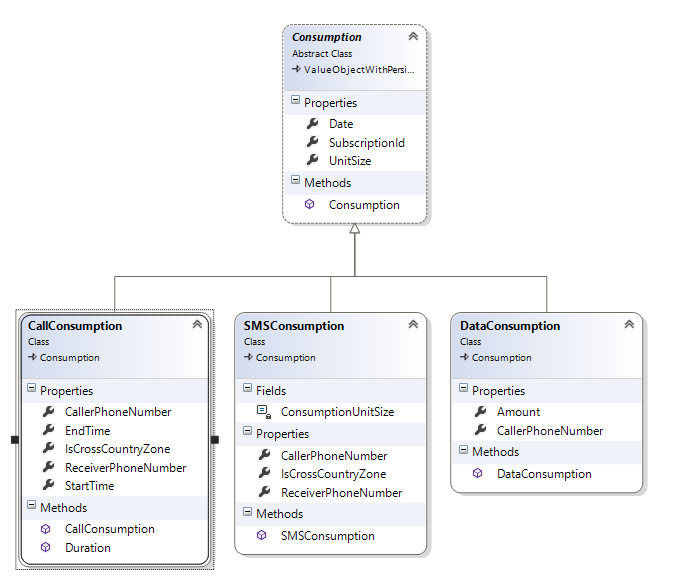 Consumption
Abstract Class
ValueObjectWithPersi...
Properties
Date
SubscriptionId
UnitSize
Methods
Consumption
CallConsumption
Class
Consumption
Properties
CallerPhoneNumber
EndTime
IsCrossCountryZone
ReceiverPhoneNumber
StartTime
Methods
CallConsumption
Duration
SMSConsumption
Class
Consumption
Fields
ConsumptionUnitSize
Properties
CallerPhoneNumber
IsCrossCountryZone
ReceiverPhoneNumber
Methods
SMSConsumption
DataConsumption
Class
Consumption
Properties
Amount
CallerPhoneNumber
Methods
DataConsumption